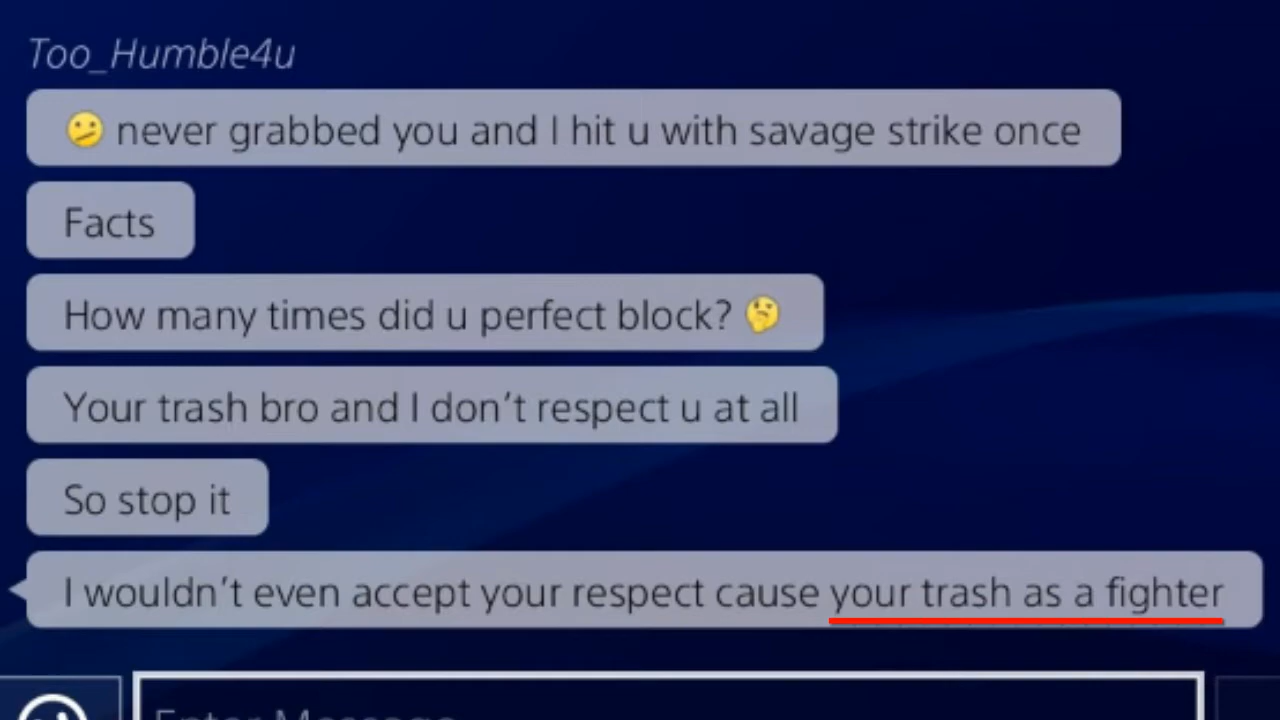 Too_Humble4u
🫤 never grabbed you and I hit u with savage strike once
Facts
How many times did u perfect block? 🤔
Your trash bro and I don't respect u at all
So stop it
I wouldn't even accept your respect cause your trash as a fighter
Enter Message